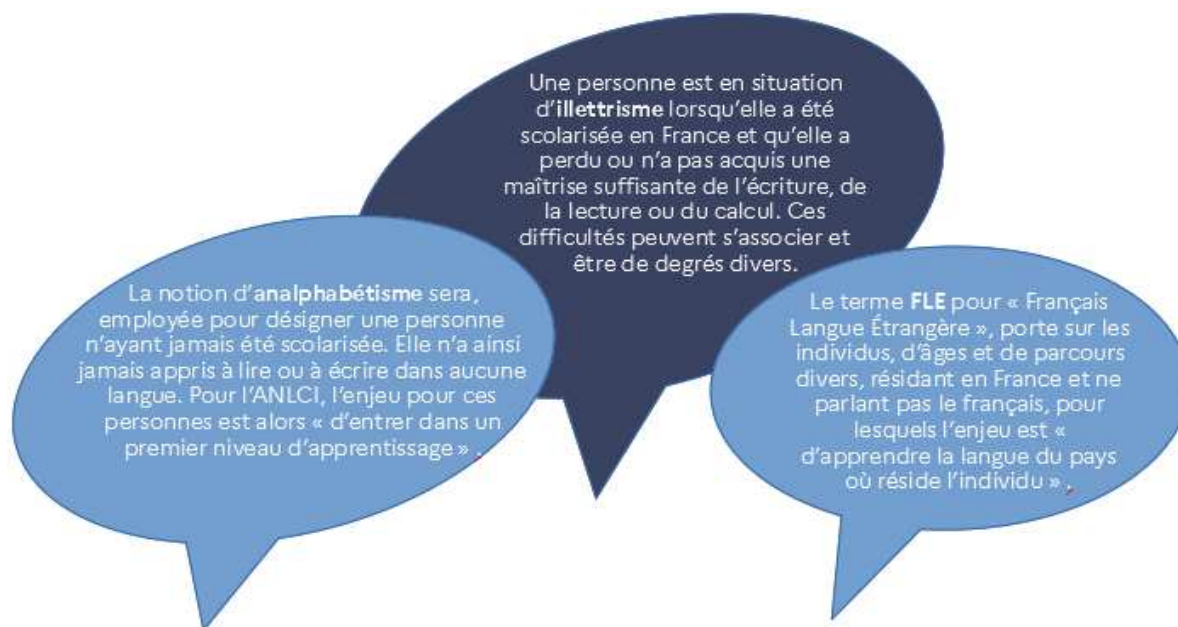 Une personne est en situation
d'illettrisme lorsqu'elle a été
scolarisée en France et qu'elle a
perdu ou n'a pas acquis une
maîtrise suffisante de l'écriture, de
la lecture ou du calcul. Ces
difficultés peuvent s'associer et
être de degrés divers.
La notion d'analphabétisme sera,
employée pour désigner une personne
n'ayant jamais été scolarisée. Elle n'a ainsi
jamais appris à lire ou à écrire dans aucune
langue. Pour l'ANLCI, l'enjeu pour ces
personnes est alors « d'entrer dans un
premier niveau d'apprentissage » .
Le terme FLE pour « Français
Langue Étrangère », porte sur les
individus, d'âges et de parcours
divers, résidant en France et ne
parlant pas le français, pour
lesquels l'enjeu est «
d'apprendre la langue du pays
où réside l'individu » .